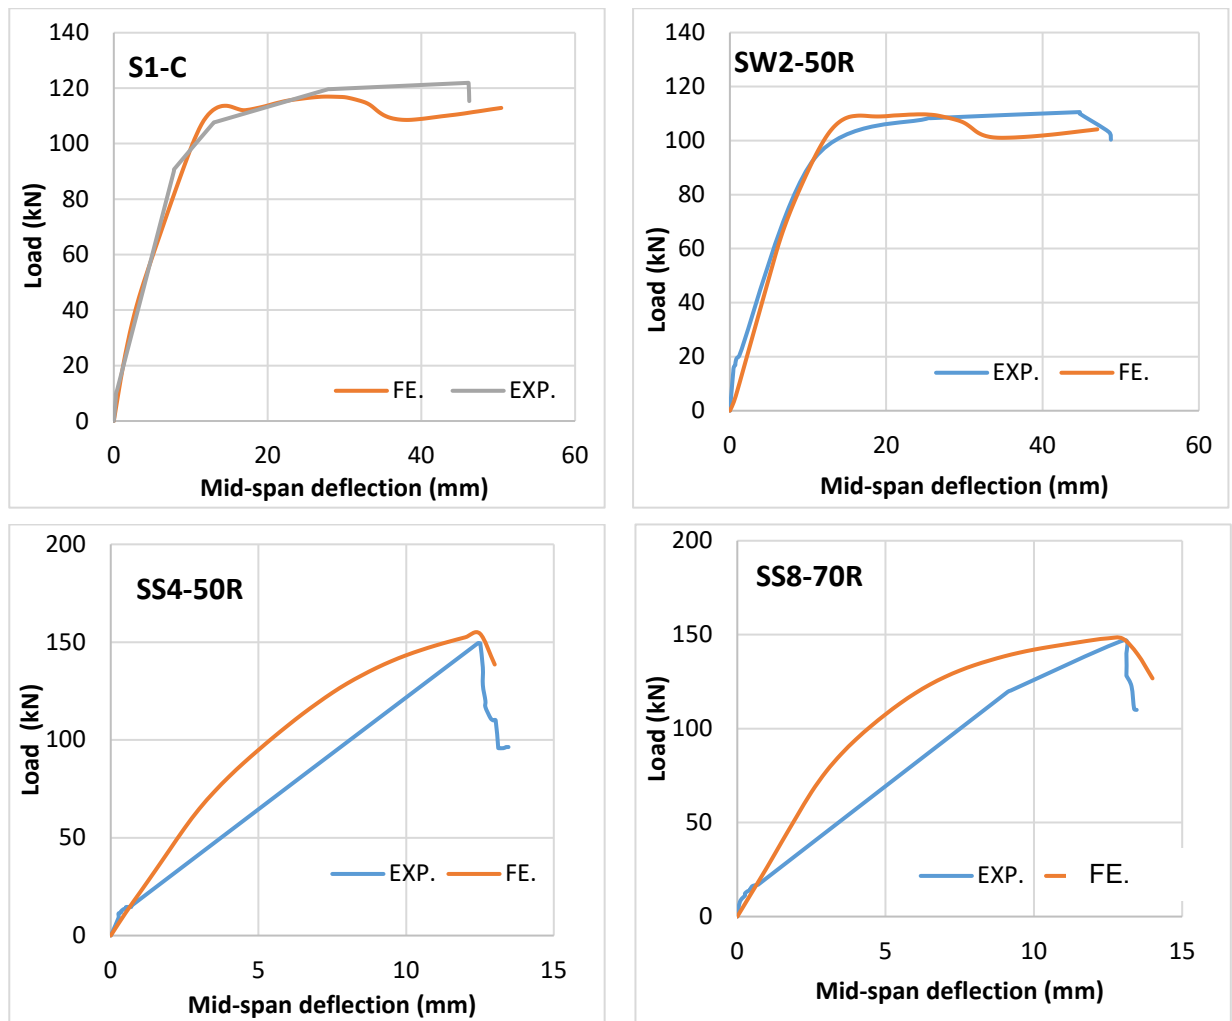 S1-C
Load (kN)
140
120
100
80
60
40
20
0
FE. EXP.
0 20 40 60
Mid-span deflection (mm)
SW2-50R
Load (kN)
140
120
100
80
60
40
20
0
EXP. FE.
0 20 40 60
Mid-span deflection (mm)
SS4-50R
Load (kN)
200
150
100
50
0
EXP. FE.
0 5 10 15
Mid-span deflection (mm)
SS8-70R
Load (kN)
200
150
100
50
0
EXP. FE.
0 5 10 15
Mid-span deflection (mm)